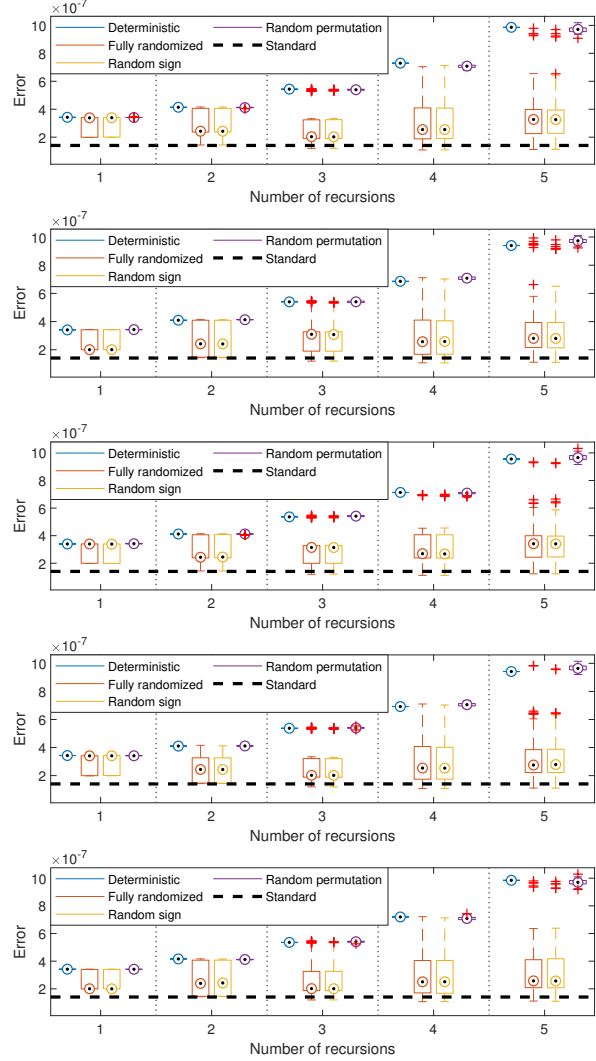 ×10-7
Deterministic Random permutation
Fully randomized Standard
Random sign
10
8
6
4
2
Error
1 2 3 4 5
Number of recursions
×10-7
Deterministic Random permutation
Fully randomized Standard
Random sign
10
8
6
4
2
Error
1 2 3 4 5
Number of recursions
×10-7
Deterministic Random permutation
Fully randomized Standard
Random sign
10
8
6
4
2
Error
1 2 3 4 5
Number of recursions
×10-7
Deterministic Random permutation
Fully randomized Standard
Random sign
10
8
6
4
2
Error
1 2 3 4 5
Number of recursions
×10-7
Deterministic Random permutation
Fully randomized Standard
Random sign
10
8
6
4
2
Error
1 2 3 4 5
Number of recursions